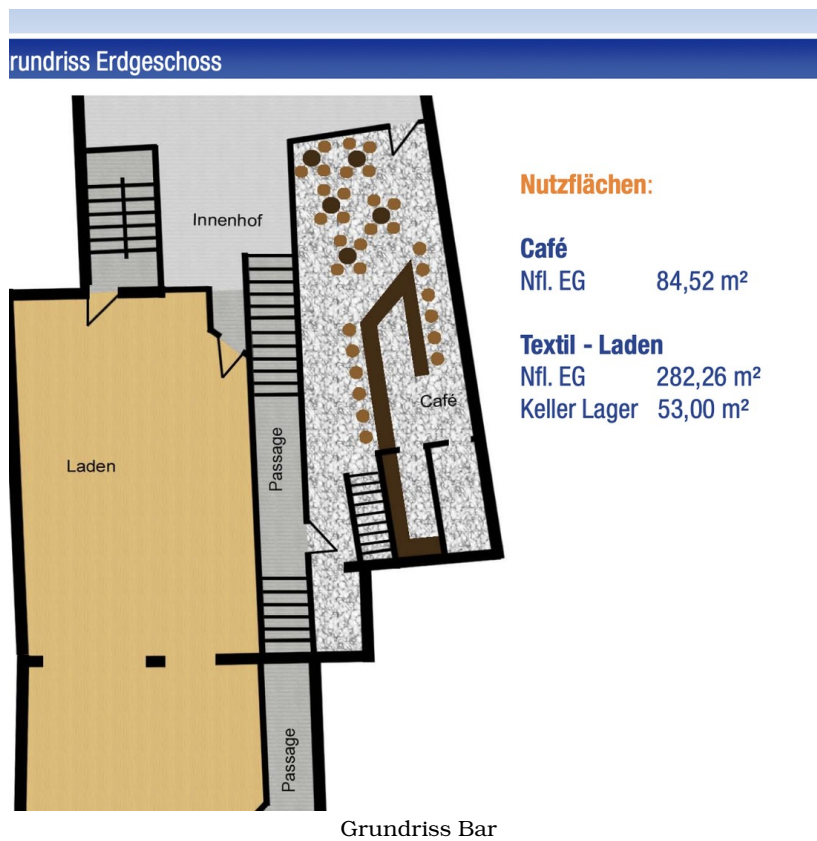 rundriss Erdgeschoss
Innenhof
Nutzflächen:
Café
Nfl. EG 84,52 m²
Textil - Laden
Nfl. EG 282,26 m²
Keller Lager 53,00 m²
Café
Passage
Laden
Passage
Grundriss Bar